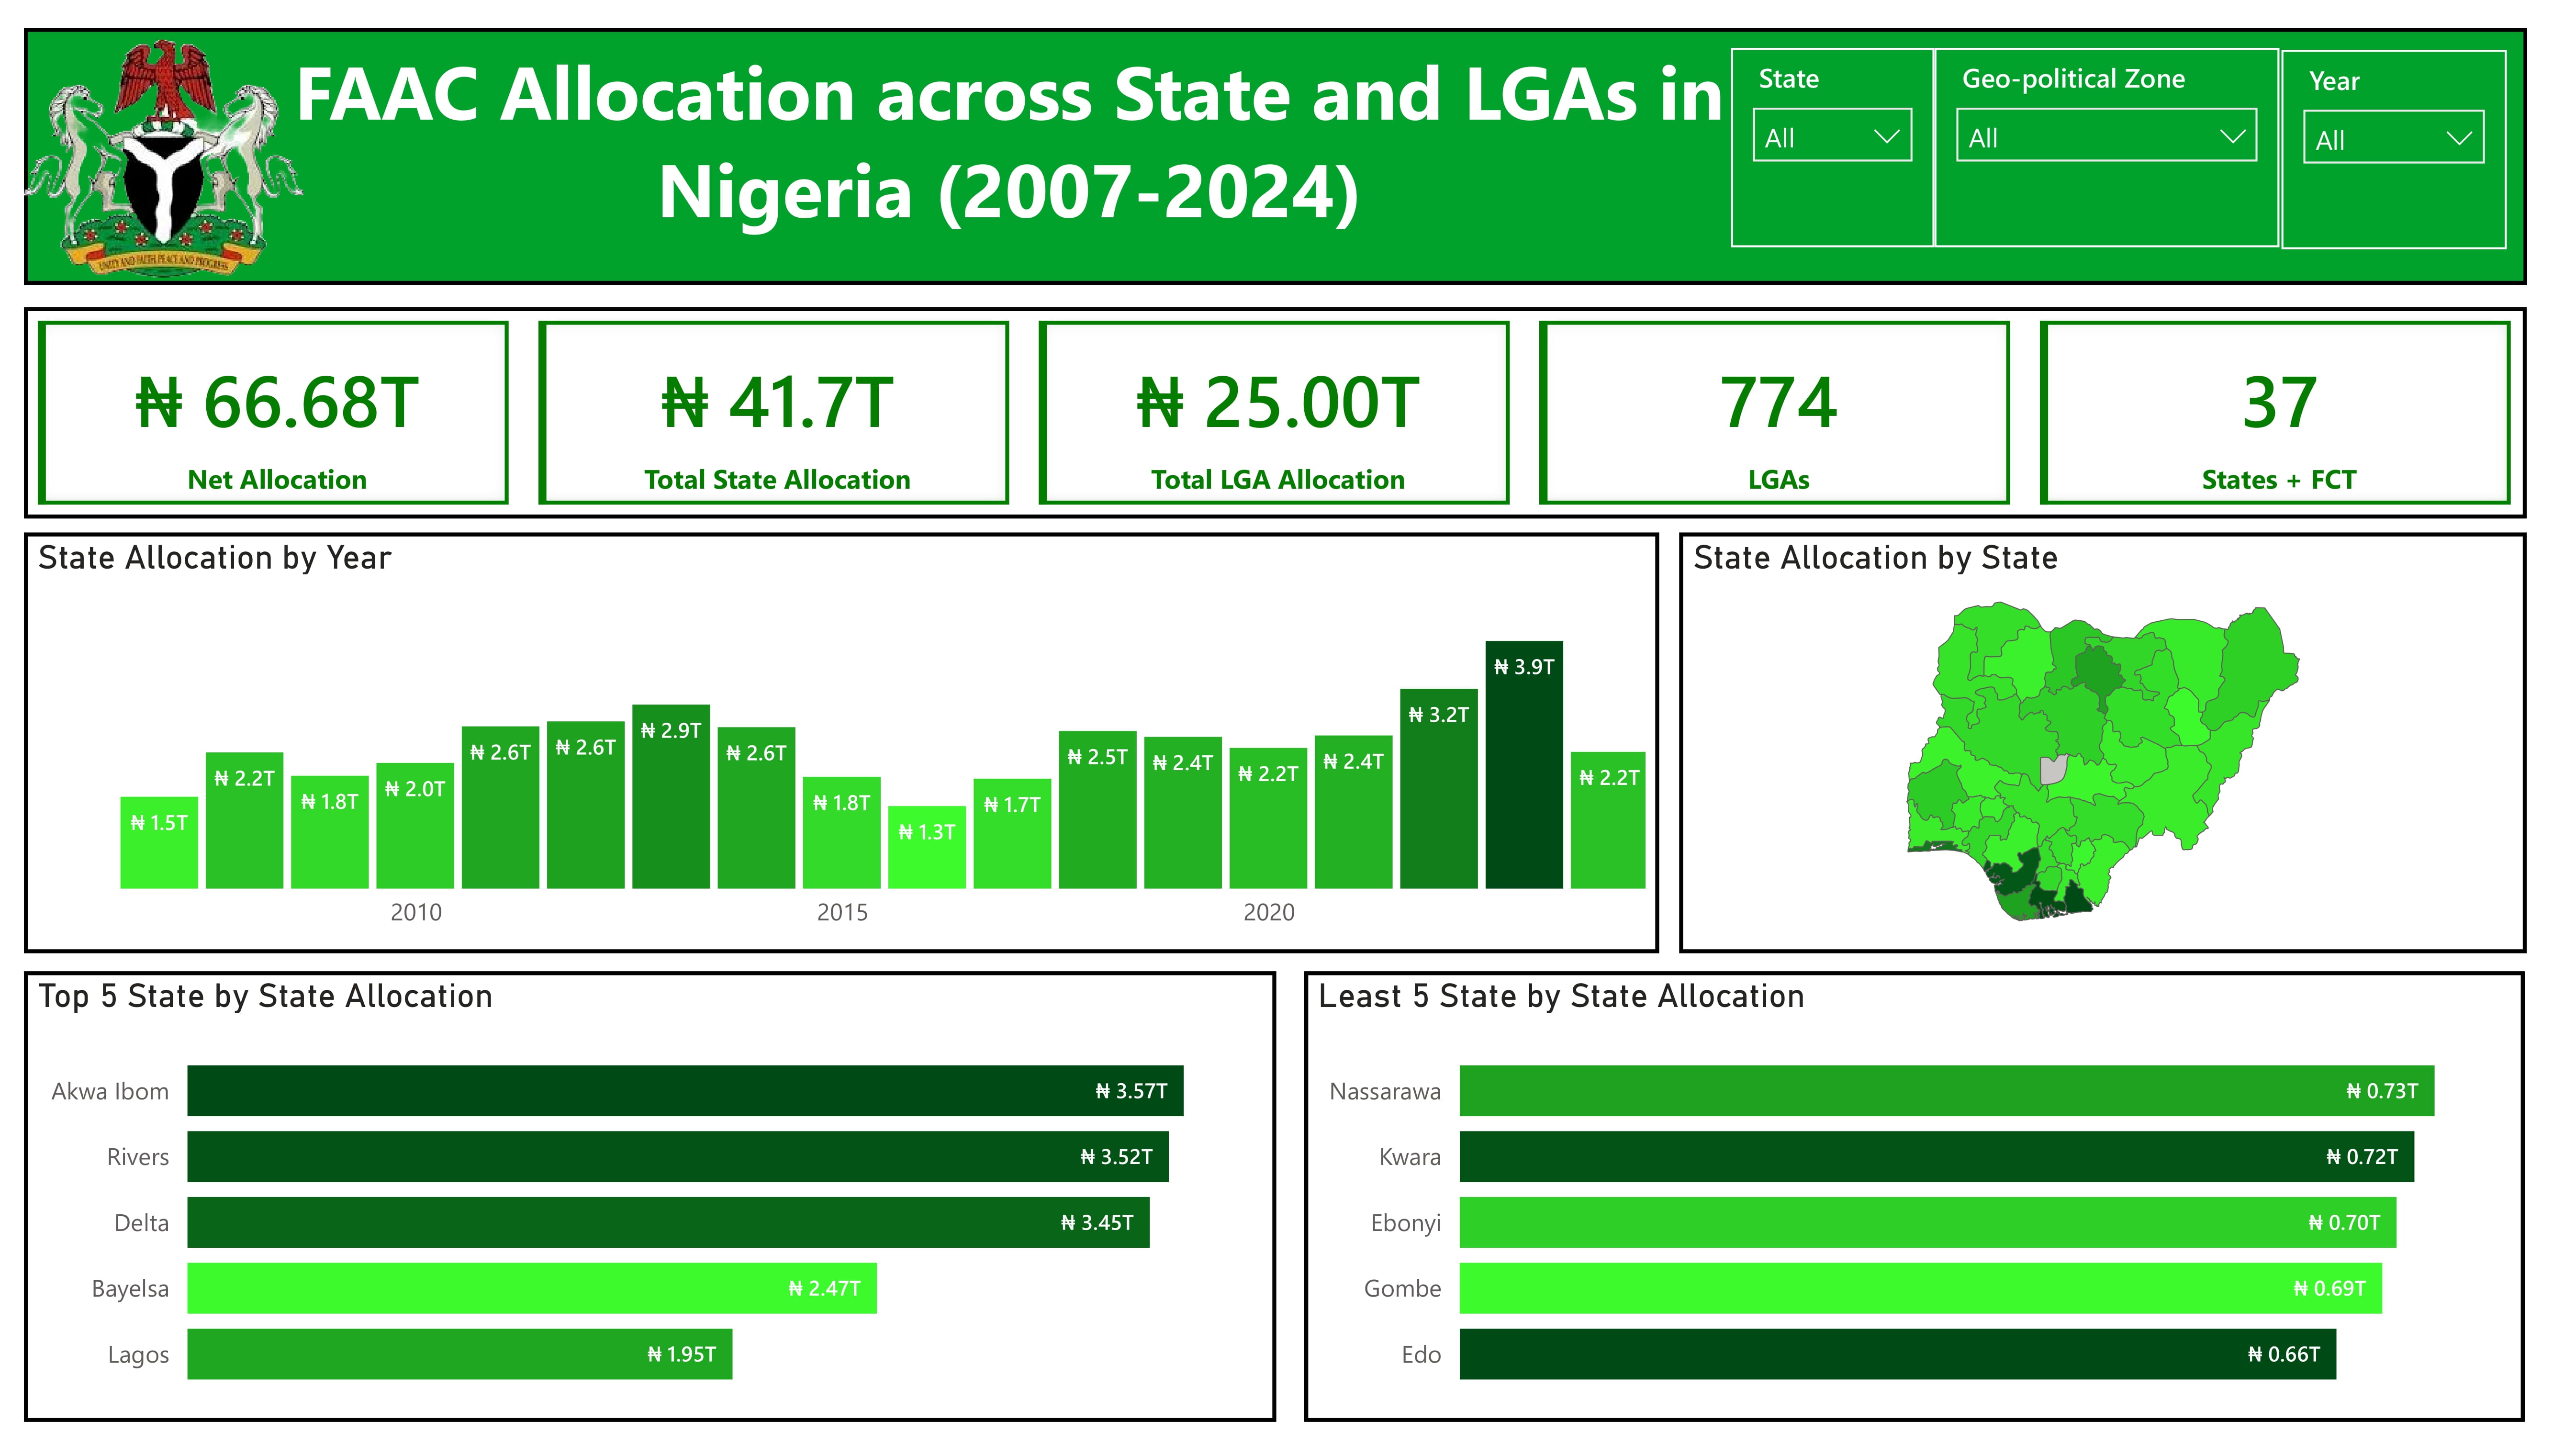 FAAC Allocation across State and LGAs in
Nigeria (2007-2024)
State
All
Geo-political Zone
All
Year
All
UNITY AND FAITH, PEACE AND PROGRESS
₦ 66.68T
Net Allocation
₦ 41.7T
Total State Allocation
₦ 25.00T
Total LGA Allocation
774
LGAs
37
States + FCT
State Allocation by Year
₦ 1.5T
₦ 2.2T
₦ 1.8T
₦ 2.0T
₦ 2.6T
₦ 2.6T
₦ 2.9T
₦ 2.6T
₦ 1.8T
₦ 1.3T
₦ 1.7T
₦ 2.5T
₦ 2.4T
₦ 2.2T
₦ 2.4T
₦ 3.2T
₦ 3.9T
₦ 2.2T
2010
2015
2020
State Allocation by State
Top 5 State by State Allocation
Akwa Ibom ₦ 3.57T
Rivers ₦ 3.52T
Delta ₦ 3.45T
Bayelsa ₦ 2.47T
Lagos ₦ 1.95T
Least 5 State by State Allocation
Nassarawa ₦ 0.73T
Kwara ₦ 0.72T
Ebonyi ₦ 0.70T
Gombe ₦ 0.69T
Edo ₦ 0.66T